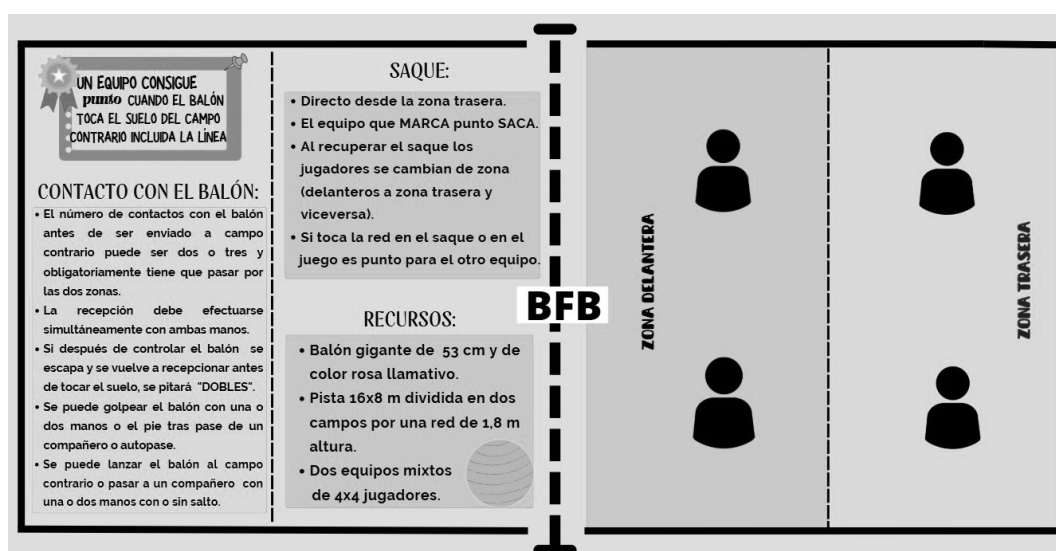 UN EQUIPO CONSIGUE
punto CUANDO EL BALÓN
TOCA EL SUELO DEL CAMPO
CONTRARIO INCLUIDA LA LÍNEA
CONTACTO CON EL BALÓN:
• El número de contactos con el balón
antes de ser enviado a campo
contrario puede ser dos o tres y
obligatoriamente tiene que pasar por
las dos zonas.
• La recepción debe efectuarse
simultáneamente con ambas manos.
• Si después de controlar el balón se
escapa y se vuelve a recepcionar antes
de tocar el suelo, se pitará "DOBLES".
• Se puede golpear el balón con una o
dos manos o el pie tras pase de un
compañero o autopase.
• Se puede lanzar el balón al campo
contrario o pasar a un compañero con
una o dos manos con o sin salto.
SAQUE:
• Directo desde la zona trasera.
• El equipo que MARCA punto SACA.
• Al recuperar el saque los
jugadores se cambian de zona
(delanteros a zona trasera y
viceversa).
• Si toca la red en el saque o en el
juego es punto para el otro equipo.
RECURSOS:
• Balón gigante de 53 cm y de
color rosa llamativo.
• Pista 16x8 m dividida en dos
campos por una red de 1,8 m
altura.
• Dos equipos mixtos
de 4x4 jugadores.
BFB
ZONA DELANTERA
ZONA TRASERA